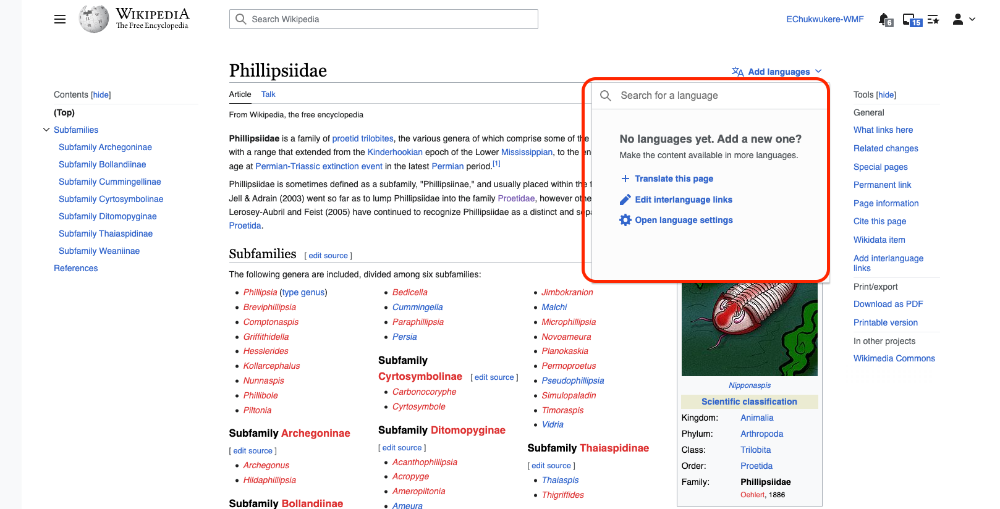 WIKIPEDIA
The Free Encyclopedia
Search Wikipedia
EChukwukere-WMF
6
15
Phillipsiidae
Add languages
Contents [hide]
(Top)
Subfamilies
Subfamily Archegoninae
Subfamily Bollandiinae
Subfamily Cummingellinae
Subfamily Cyrtosymbolinae
Subfamily Ditomopyginae
Subfamily Thaiaspidinae
Subfamily Weaniinae
References
Article Talk
From Wikipedia, the free encyclopedia
Phillipsiidae is a family of proetid trilobites, the various genera of which comprise some of the
with a range that extended from the Kinderhookian epoch of the Lower Mississippian, to the
age at Permian-Triassic extinction event in the latest Permian period.[1]
Phillipsiidae is sometimes defined as a subfamily, "Phillipsiinae," and usually placed within the
Jell & Adrain (2003) went so far as to lump Phillipsiidae into the family Proetidae, however
Lerosey-Aubril and Feist (2005) have continued to recognize Phillipsiidae as a distinct and
Proetida.
Search for a language
No languages yet. Add a new one?
Make the content available in more languages.
Translate this page
Edit interlanguage links
Open language settings
Subfamilies [ edit source ]
The following genera are included, divided among six subfamilies:
Phillipsia (type genus)
Breviphillipsia
Comptonaspis
Griffithidella
Hesslerides
Kollarcephalus
Nunnaspis
Phillibole
Piltonia
Subfamily Archegoninae
[ edit source ]
Archegonus
Hildaphillipsia
Subfamily Bollandiinae
Bedicella
Cummingella
Paraphillipsia
Persia
Subfamily
Cyrtosymbolinae [ edit source ]
Carbonocoryphe
Cyrtosymbole
Subfamily Ditomopyginae
[ edit source ]
Acanthophillipsia
Acropyge
Ameropiltonia
Ameura
Jimbokranion
Malchi
Microphillipsia
Novoameura
Planokaskia
Permoproetus
Pseudophillipsia
Simulopaladin
Timoraspis
Vidria
Subfamily Thaiaspidinae
[ edit source ]
Thaiaspis
Thigriffides
Nipponaspis
Scientific classification
Kingdom: Animalia
Phylum: Arthropoda
Class: Trilobita
Order: Proetida
Family: Phillipsiidae
Oehlert, 1886
Tools [hide]
General
What links here
Related changes
Special pages
Permanent link
Page information
Cite this page
Wikidata item
Add interlanguage
links
Print/export
Download as PDF
Printable version
In other projects
Wikimedia Commons